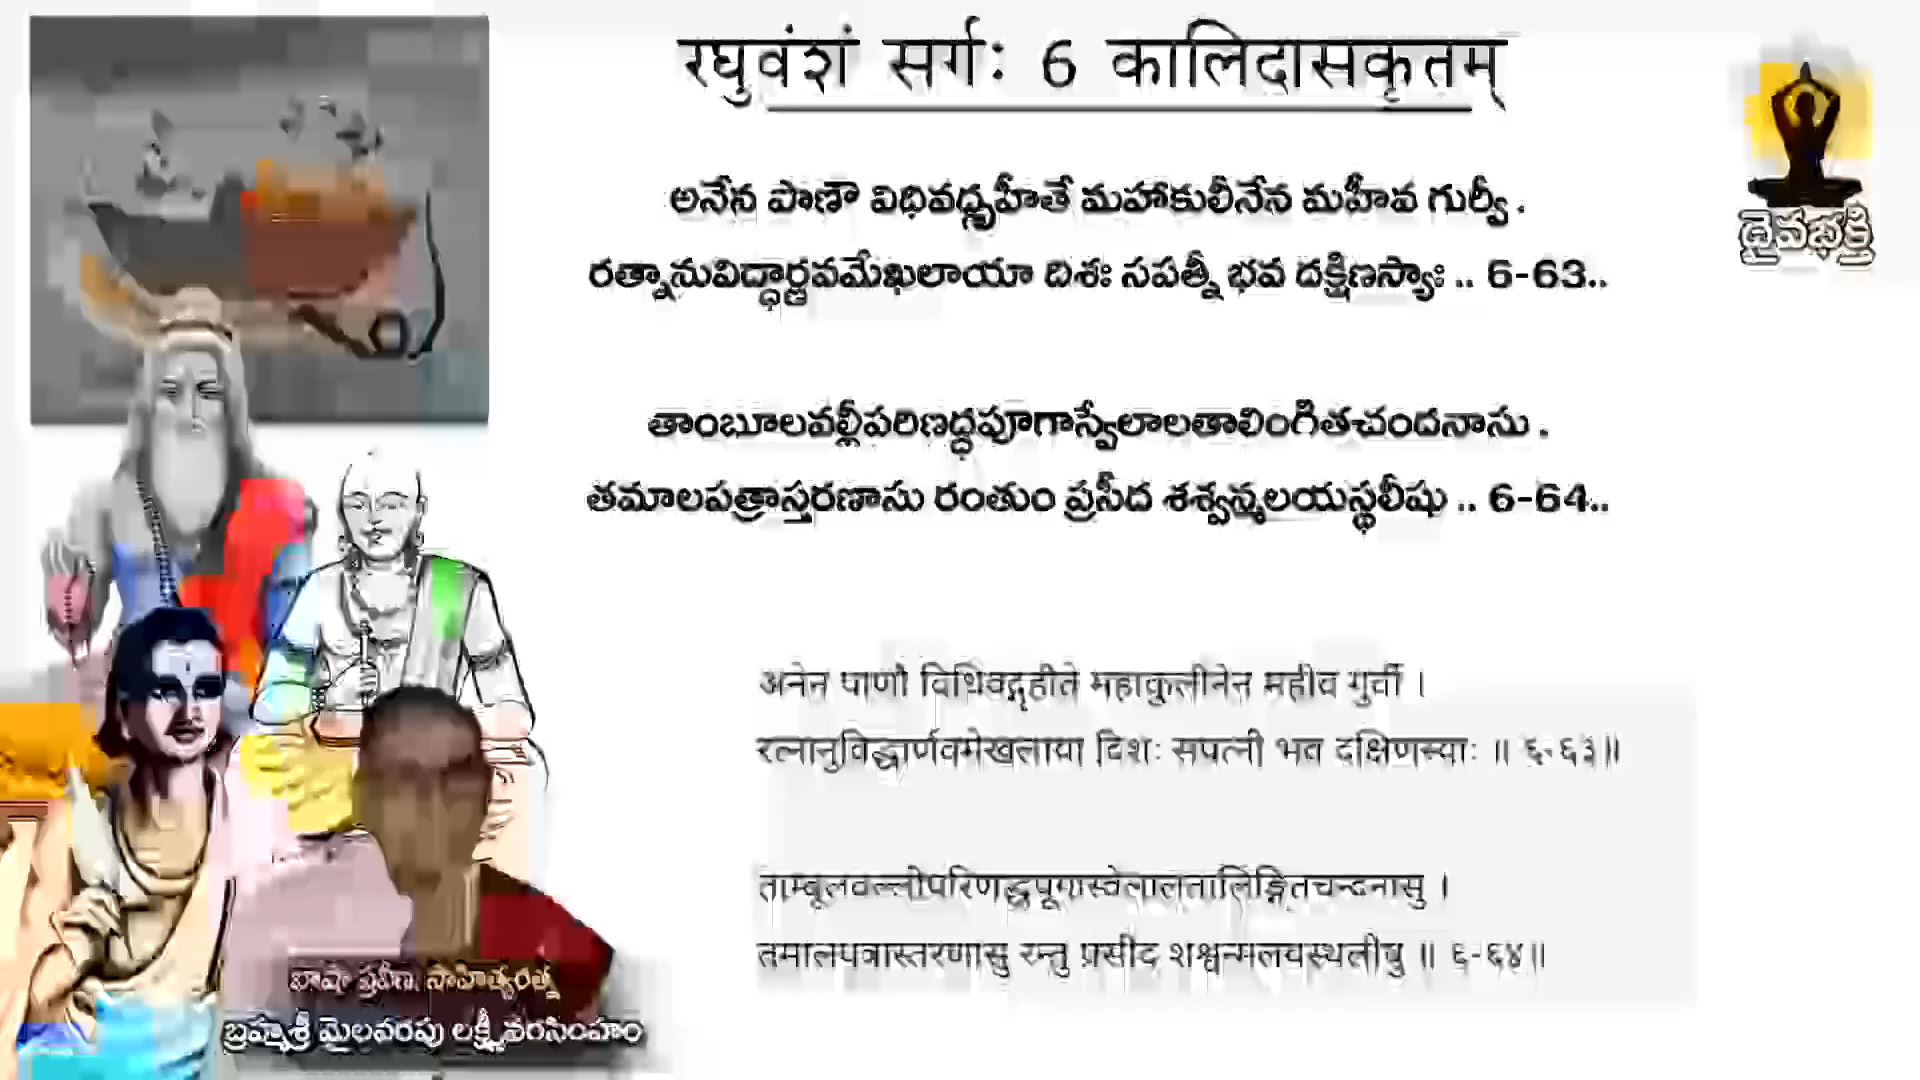 रघुवंशं सर्गः 6 कालिदासकृतम्
దైవభక్తి
అనేన పాణౌ విధివద్గృహీతే మహాకులీనేన మహీవ గుర్వీ .
రత్నానువిద్ధార్ణవమేఖలాయా దిశః సపత్నీ భవ దక్షిణస్యాః .. 6-63..
తాంబూలవల్లీపరిణద్ధపూగాస్వేలాలతాలింగితచందనాసు .
తమాలపత్రాస్తరణాసు రంతుం ప్రసీద శశ్వన్మలయస్థలీషు .. 6-64..
अनेन पाणौ विधिवद्गृहीते महाकुलीनेन महीव गुर्वी ।
रत्नानुविद्धार्णवमेखलाया दिशः सपत्नी भव दक्षिणस्याः ॥ ६-६३॥
ताम्बूलवल्लीपरिणद्धपूगास्वेलालतालिङ्गितचन्दनासु ।
तमालपत्रास्तरणासु रन्तुं प्रसीद शश्वन्मलयस्थलीषु ॥ ६-६४॥
భాషా ప్రవీణ, సాహిత్యరత్న
బ్రహ్మశ్రీ మైలవరపు లక్ష్మీనరసింహం